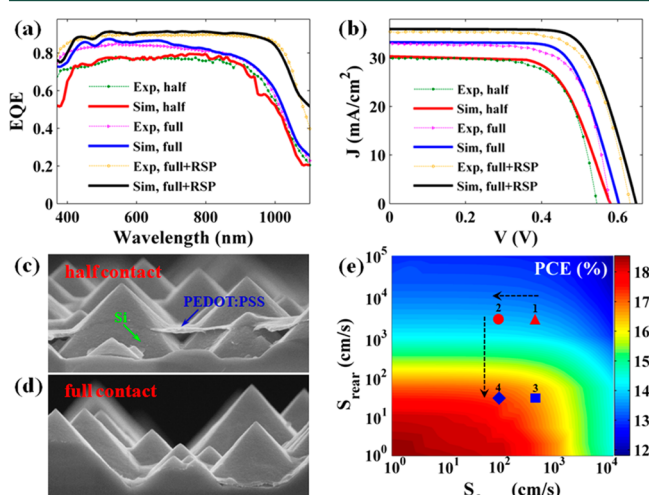 (a)
EQE
0.8
0.6
0.4
0.2
0
400
600
800
1000
Wavelength (nm)
Exp, half
Sim, half
Exp, full
Sim, full
Exp, full+RSP
Sim, full+RSP
(b)
J (mA/cm²)
30
20
10
0
0
0.2
0.4
0.6
V (V)
Exp, half
Sim, half
Exp, full
Sim, full
Exp, full+RSP
Sim, full+RSP
(c)
half contact
PEDOT:PSS
Si
(d)
full contact
(e)
PCE (%)
S_rear (cm/s)
10⁵
10⁴
10³
10²
10¹
10⁰
2
1
4
3
10⁰
10¹
10²
10³
10⁴
(cm/s)
18
17
16
15
14
13
12